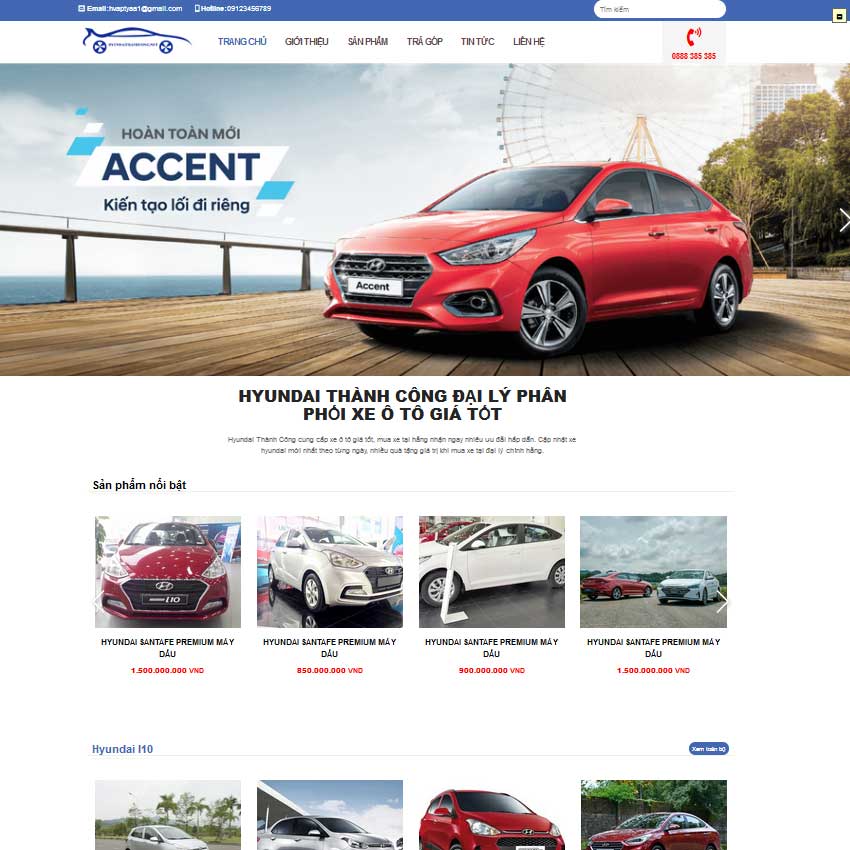 Email: hvaptyaa1@gmail.com
Hotline: 09123456789
Tìm kiếm
TRANG CHỦ
GIỚI THIỆU
SẢN PHẨM
TRẢ GÓP
TIN TỨC
LIÊN HỆ
0888 385 385
HOÀN TOÀN MỚI
ACCENT
Kiến tạo lối đi riêng
Accent
HYUNDAI THÀNH CÔNG ĐẠI LÝ PHÂN
PHỐI XE Ô TÔ GIÁ TỐT
Hyundai Thành Công cung cấp xe ô tô giá tốt, mua xe tại hãng nhận ngay nhiều ưu đãi hấp dẫn. Cập nhật xe
hyundai mới nhất theo từng ngày, nhiều quà tặng giá trị khi mua xe tại đại lý chính hãng.
Sản phẩm nổi bật
i10
HYUNDAI SANTAFE PREMIUM MÁY
DẦU
1.500.000.000 VND
HYUNDAI SANTAFE PREMIUM MÁY
DẦU
850.000.000 VND
HYUNDAI SANTAFE PREMIUM MÁY
DẦU
900.000.000 VND
HYUNDAI SANTAFE PREMIUM MÁY
DẦU
1.500.000.000 VND
Hyundai I10
Xem toàn bộ